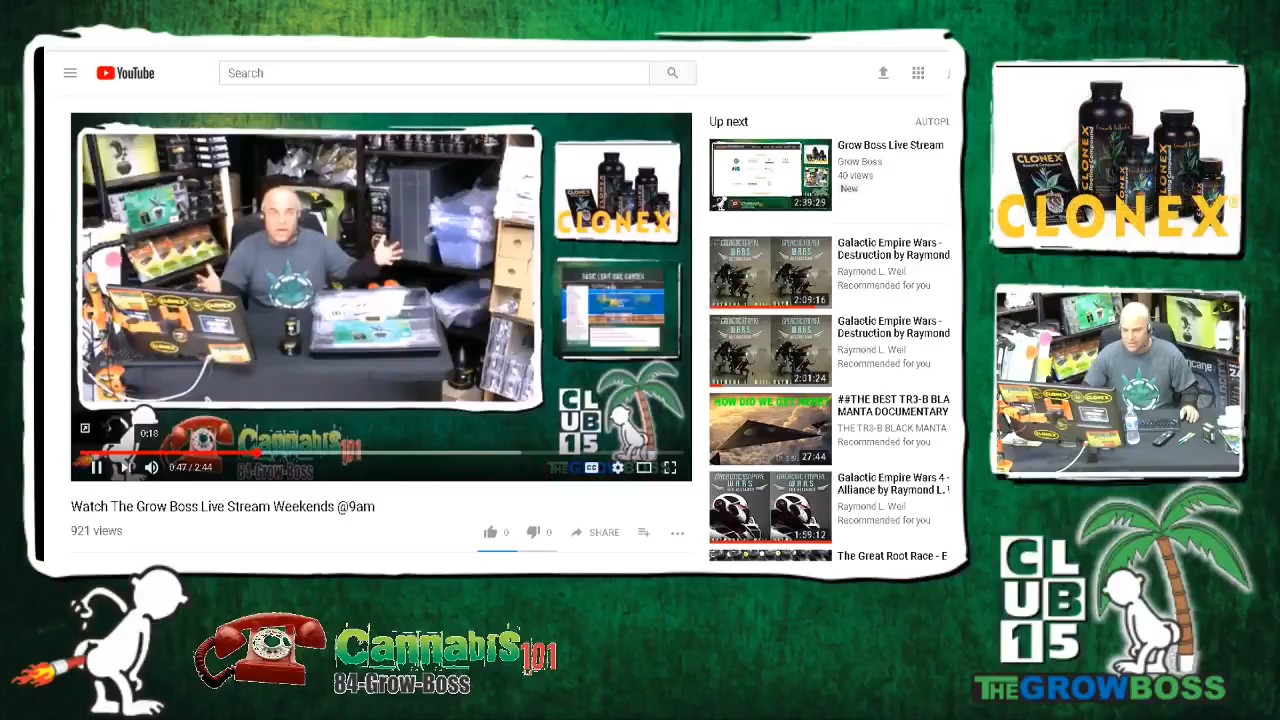 YouTube
Search
Up next
AUTOPL
Grow Boss Live Stream
Grow Boss
40 views
New
2:39:29
Galactic Empire Wars -
Destruction by Raymond
Raymond L. Weil
Recommended for you
2:09:16
Galactic Empire Wars -
Destruction by Raymond
Raymond L. Weil
Recommended for you
2:01:24
HOW DID WE GET
##THE BEST TR3-B BLA
MANTA DOCUMENTARY
THE TR3-B BLACK MANTA
Recommended for you
27:44
Galactic Empire Wars 4 -
Alliance by Raymond L.
Raymond L. Weil
Recommended for you
1:59:12
The Great Root Race - E
CLONEX
BASIC LIGHT RAIL GARDEN
CLUB 15
Cannabis 101
84-Grow-Boss
0:18
0:47 / 2:44
CC
Watch The Grow Boss Live Stream Weekends @9am
921 views
0
0
SHARE
CLONEX
CLONEX®
CLUB 15
THEGROWBOSS
Cannabis 101
84-Grow-Boss